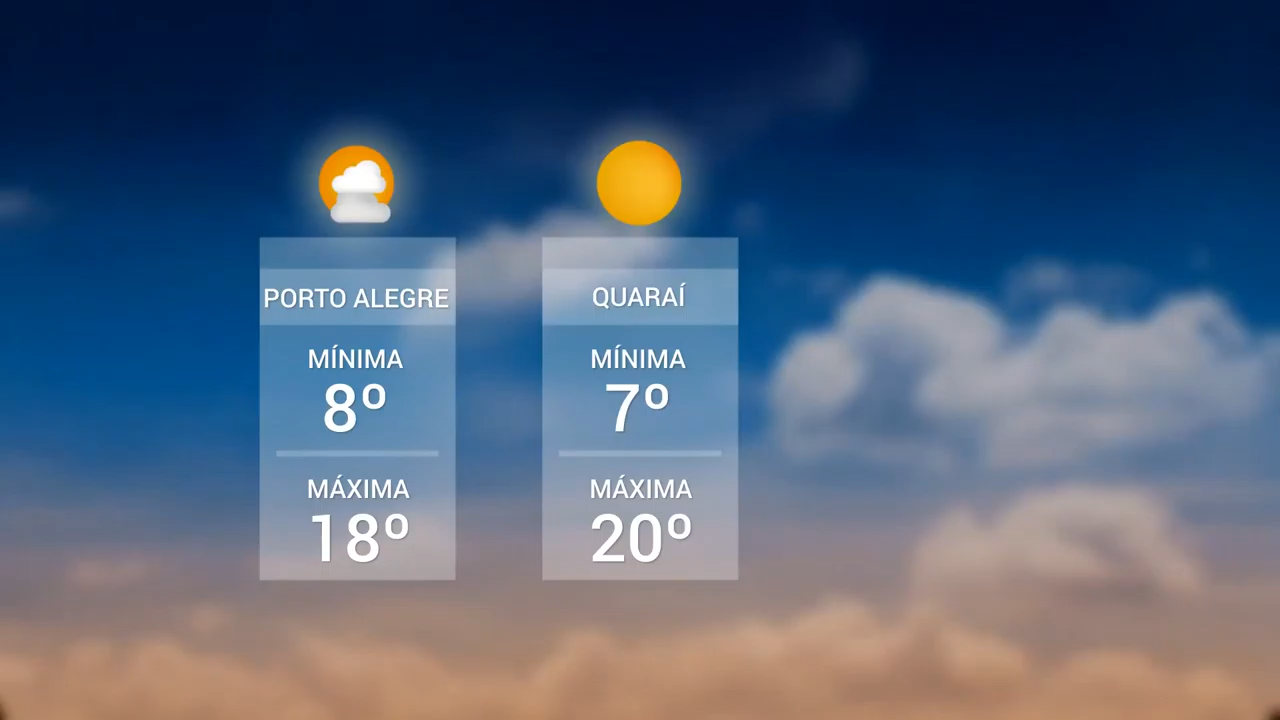 PORTO ALEGRE
MÍNIMA
8º
MÁXIMA
18º
QUARAÍ
MÍNIMA
7º
MÁXIMA
20º